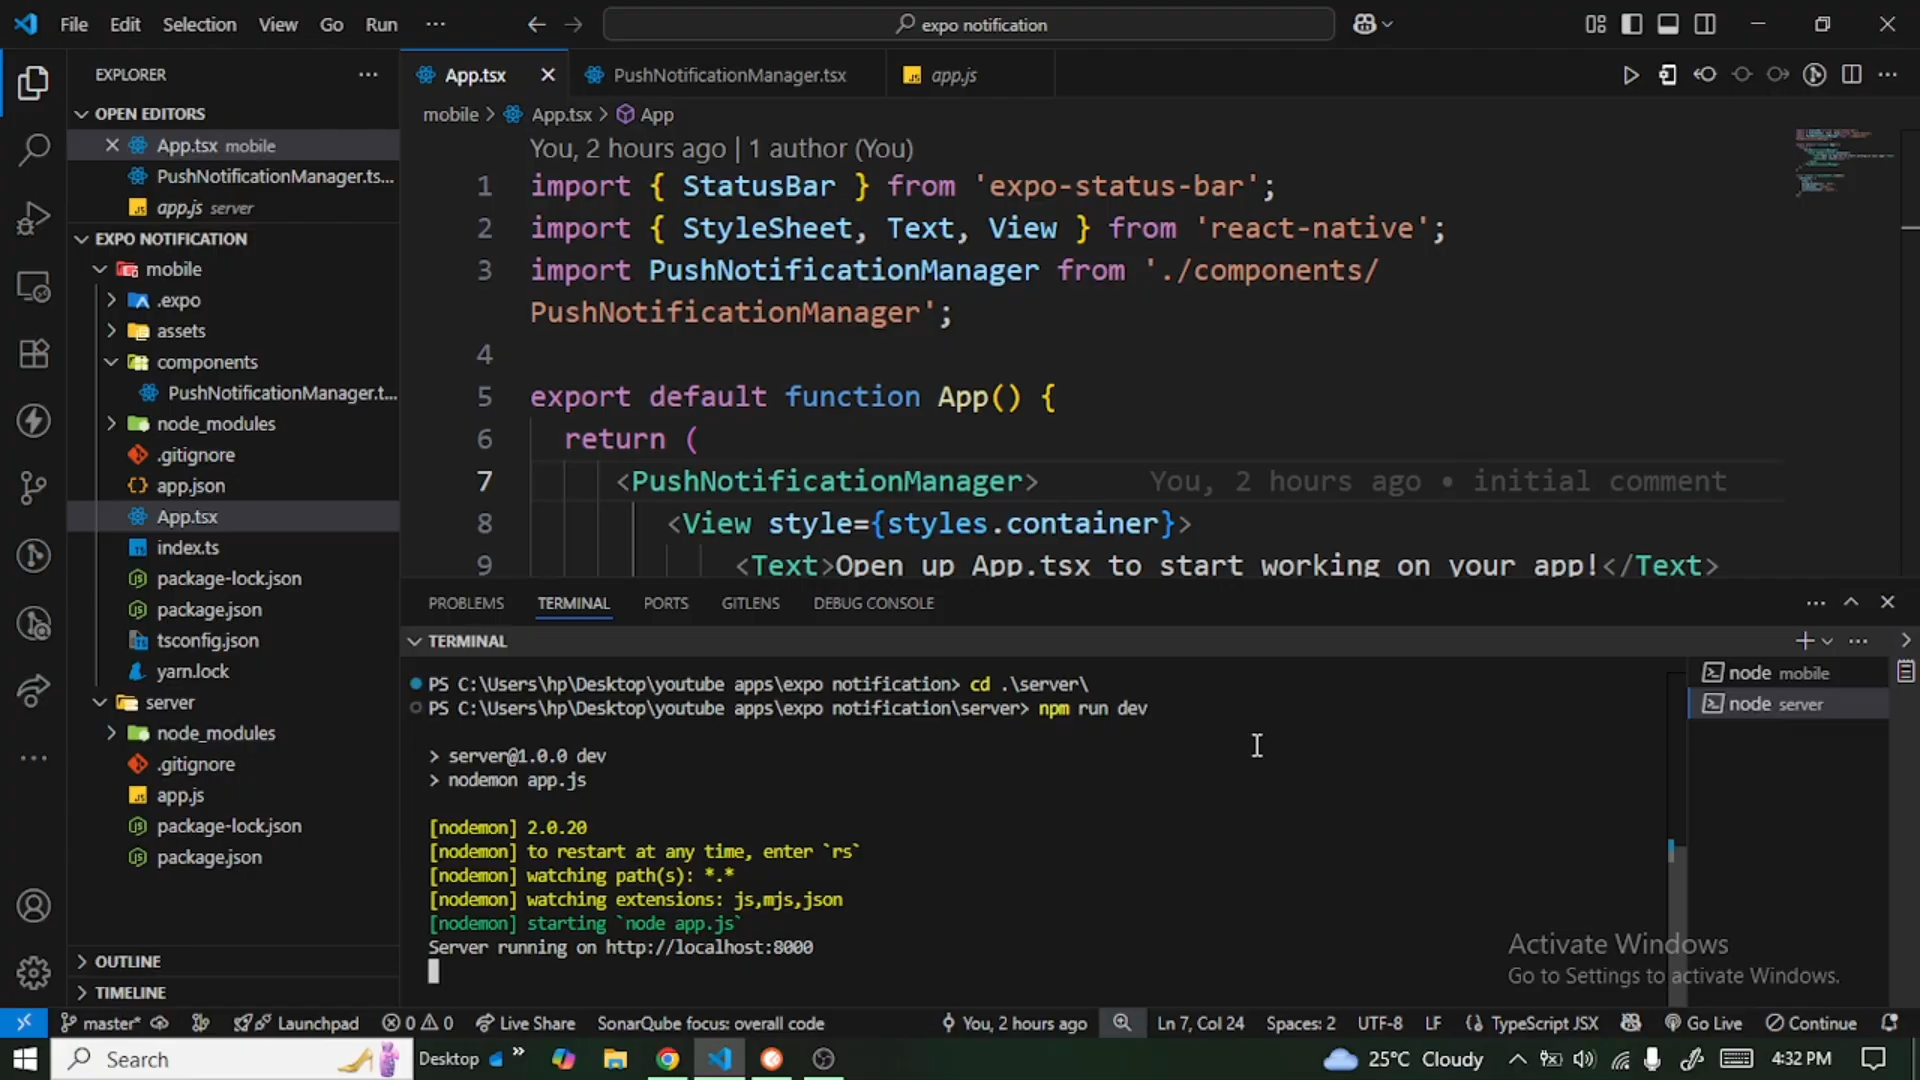 File Edit Selection View Go Run ··· expo notification
EXPLORER ···
OPEN EDITORS
App.tsx mobile
PushNotificationManager.ts...
app.js server
EXPO NOTIFICATION
mobile
.expo
assets
components
PushNotificationManager.t...
node_modules
.gitignore
app.json
App.tsx
index.ts
package-lock.json
package.json
tsconfig.json
yarn.lock
server
node_modules
.gitignore
app.js
package-lock.json
package.json
OUTLINE
TIMELINE
App.tsx PushNotificationManager.tsx JS app.js
mobile > App.tsx > App
You, 2 hours ago | 1 author (You)
1 import { StatusBar } from 'expo-status-bar';
2 import { StyleSheet, Text, View } from 'react-native';
3 import PushNotificationManager from './components/
PushNotificationManager';
4
5 export default function App() {
6 return (
7 <PushNotificationManager> You, 2 hours ago • initial comment
8 <View style={styles.container}>
9 <Text>Open up App.tsx to start working on your app!</Text>
PROBLEMS TERMINAL PORTS GITLENS DEBUG CONSOLE
TERMINAL
PS C:\Users\hp\Desktop\youtube apps\expo notification> cd .\server\
PS C:\Users\hp\Desktop\youtube apps\expo notification\server> npm run dev
> server@1.0.0 dev
> nodemon app.js
[nodemon] 2.0.20
[nodemon] to restart at any time, enter `rs`
[nodemon] watching path(s): *.*
[nodemon] watching extensions: js,mjs,json
[nodemon] starting `node app.js`
Server running on http://localhost:8000
node mobile
node server
Activate Windows
Go to Settings to activate Windows.
master* Launchpad 0 0 Live Share SonarQube focus: overall code You, 2 hours ago Ln 7, Col 24 Spaces: 2 UTF-8 LF TypeScript JSX Go Live Continue
Search Desktop 25°C Cloudy 4:32 PM